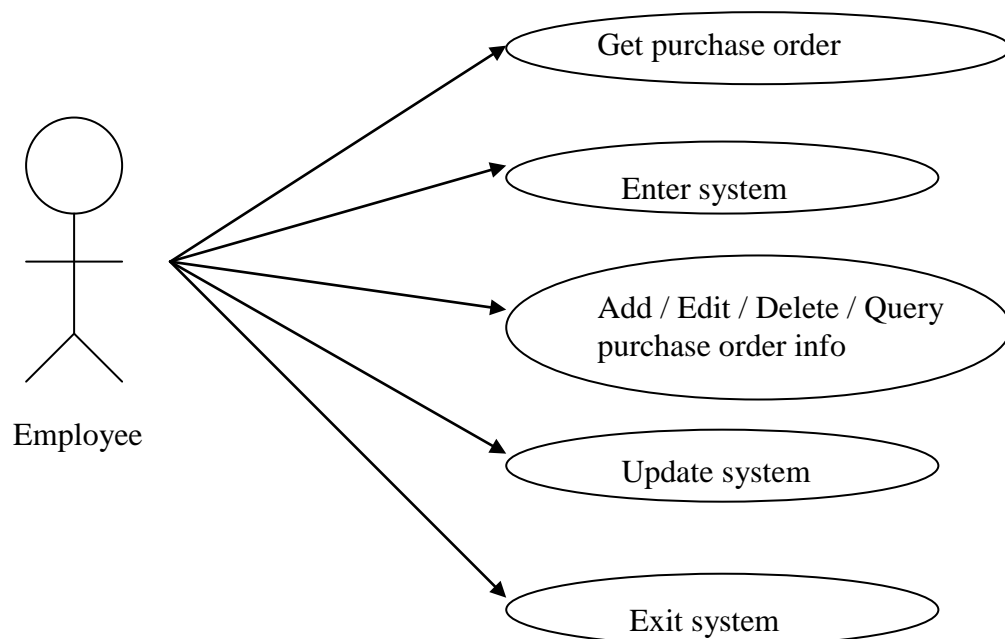 Get purchase order
Enter system
Add / Edit / Delete / Query
purchase order info
Employee
Update system
Exit system